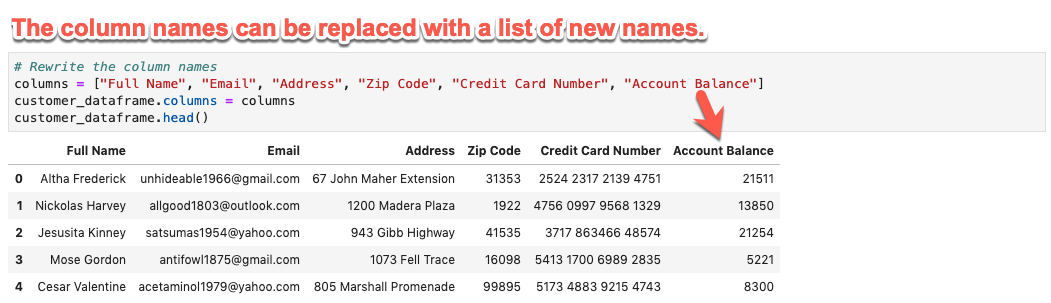 The column names can be replaced with a list of new names.
# Rewrite the column names
columns = ["Full Name", "Email", "Address", "Zip Code", "Credit Card Number", "Account Balance"]
customer_dataframe.columns = columns
customer_dataframe.head()
Full Name Email Address Zip Code Credit Card Number Account Balance
0 Altha Frederick unhideable1966@gmail.com 67 John Maher Extension 31353 2524 2317 2139 4751 21511
1 Nickolas Harvey allgood1803@outlook.com 1200 Madera Plaza 1922 4756 0997 9568 1329 13850
2 Jesusita Kinney satsumas1954@yahoo.com 943 Gibb Highway 41535 3717 863466 48574 21254
3 Mose Gordon antifowl1875@gmail.com 1073 Fell Trace 16098 5413 1700 6989 2835 5221
4 Cesar Valentine acetaminol1979@yahoo.com 805 Marshall Promenade 99895 5173 4883 9215 4743 8300